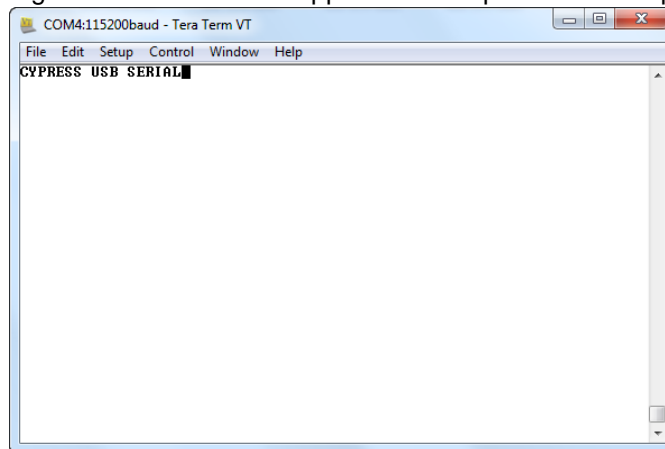 COM4:115200baud - Tera Term VT
File Edit Setup Control Window Help
CYPRESS USB SERIAL